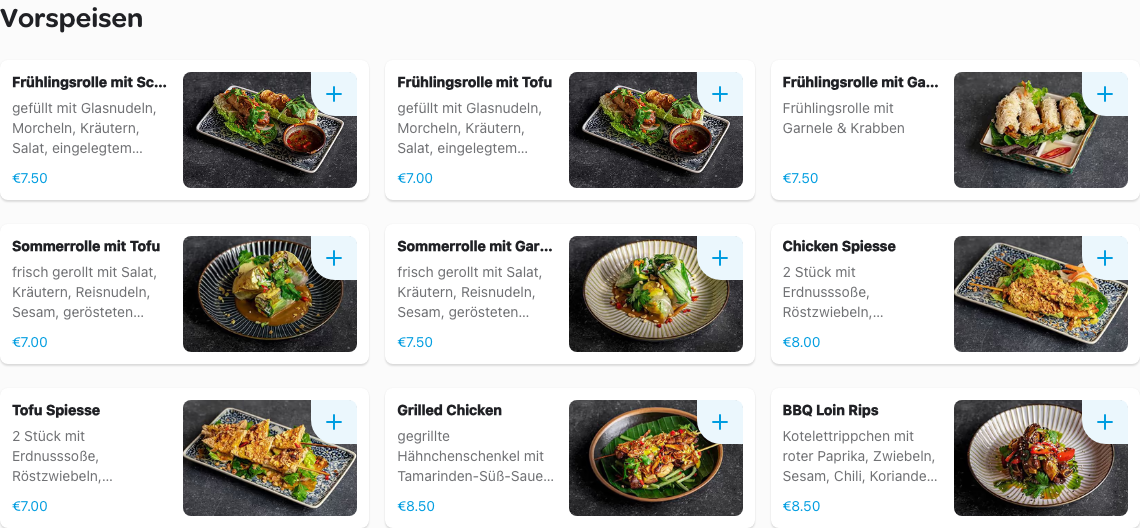 Vorspeisen
Frühlingsrolle mit Sc...
gefüllt mit Glasnudeln,
Morcheln, Kräutern,
Salat, eingelegtem...
€7.50
Frühlingsrolle mit Tofu
gefüllt mit Glasnudeln,
Morcheln, Kräutern,
Salat, eingelegtem...
€7.00
Frühlingsrolle mit Ga...
Frühlingsrolle mit
Garnele & Krabben
€7.50
Sommerrolle mit Tofu
frisch gerollt mit Salat,
Kräutern, Reisnudeln,
Sesam, gerösteten...
€7.00
Sommerrolle mit Gar...
frisch gerollt mit Salat,
Kräutern, Reisnudeln,
Sesam, gerösteten...
€7.50
Chicken Spiesse
2 Stück mit
Erdnusssoße,
Röstzwiebeln,...
€8.00
Tofu Spiesse
2 Stück mit
Erdnusssoße,
Röstzwiebeln,...
€7.00
Grilled Chicken
gegrillte
Hähnchenschenkel mit
Tamarinden-Süß-Saue...
€8.50
BBQ Loin Rips
Kotelettrippchen mit
roter Paprika, Zwiebeln,
Sesam, Chili, Koriande...
€8.50